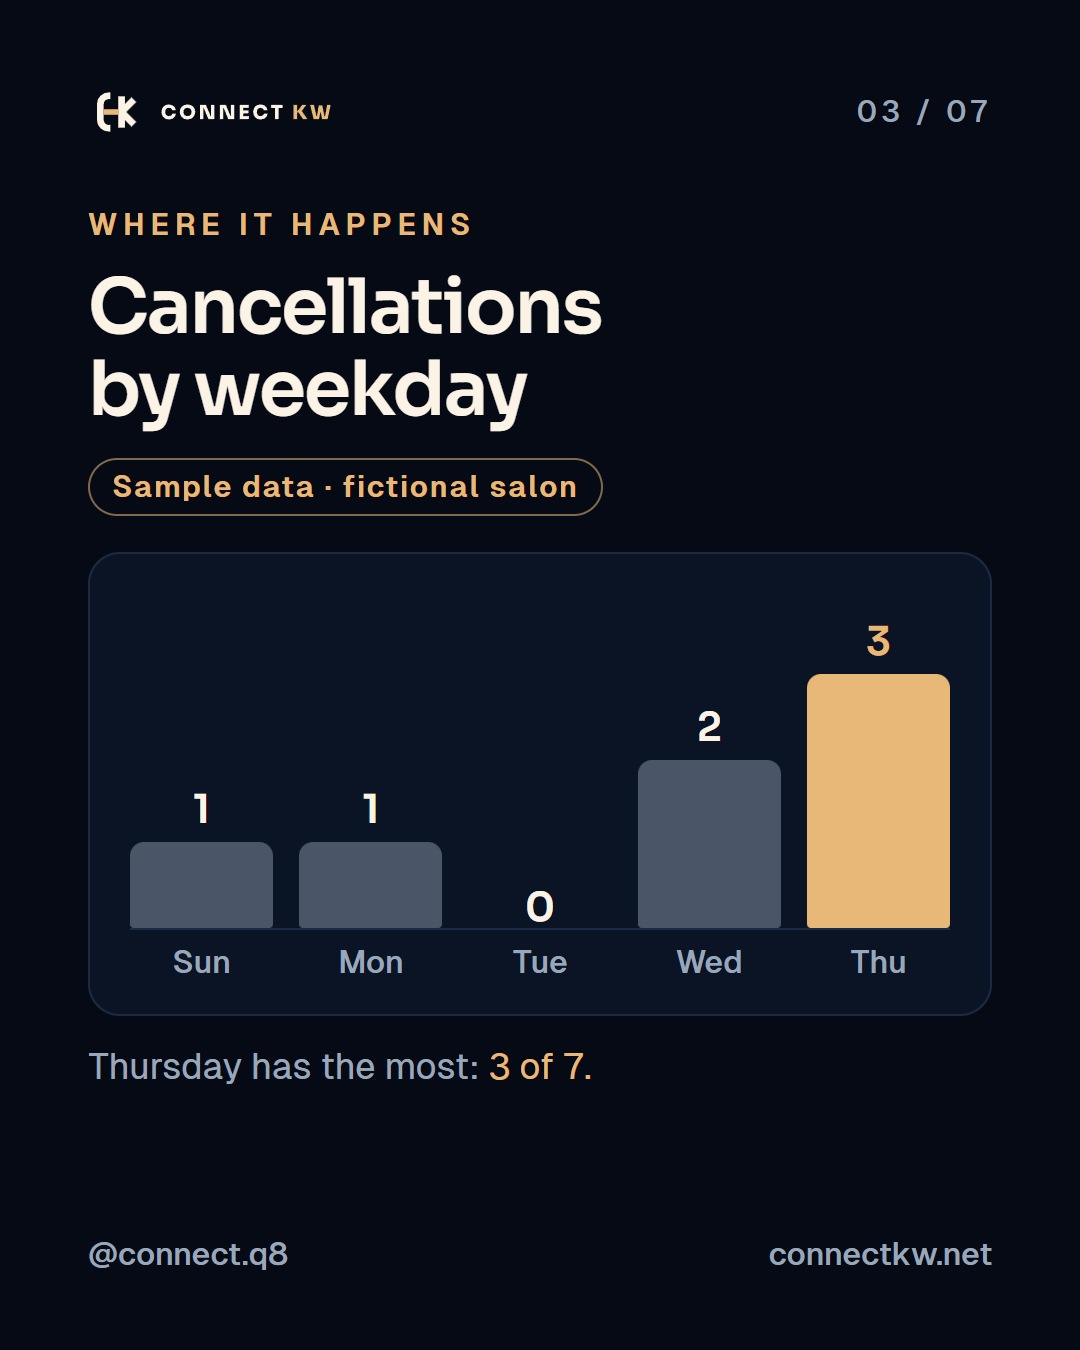 CONNECT KW
03 / 07
WHERE IT HAPPENS
Cancellations
by weekday
Sample data · fictional salon
1
1
0
2
3
Sun
Mon
Tue
Wed
Thu
Thursday has the most: 3 of 7.
@connect.q8
connectkw.net